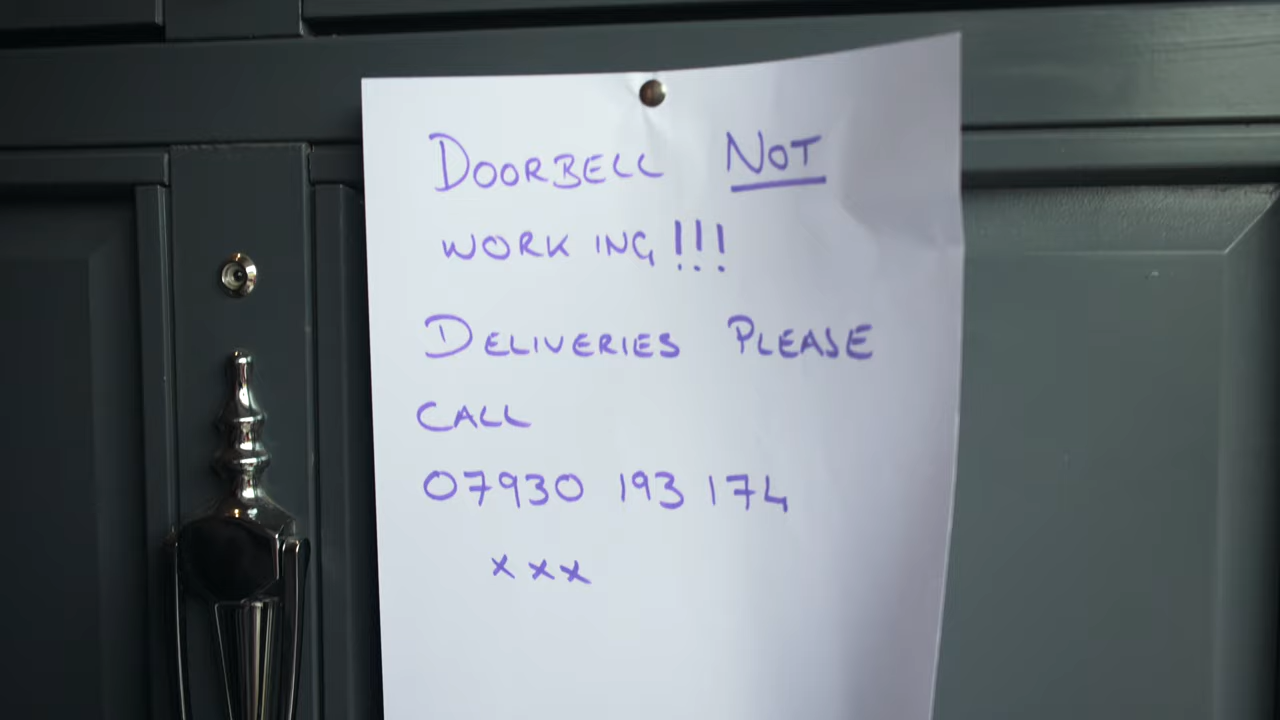 DOORBELL NOT
WORKING!!!
DELIVERIES PLEASE
CALL
07930 193 174
xxx